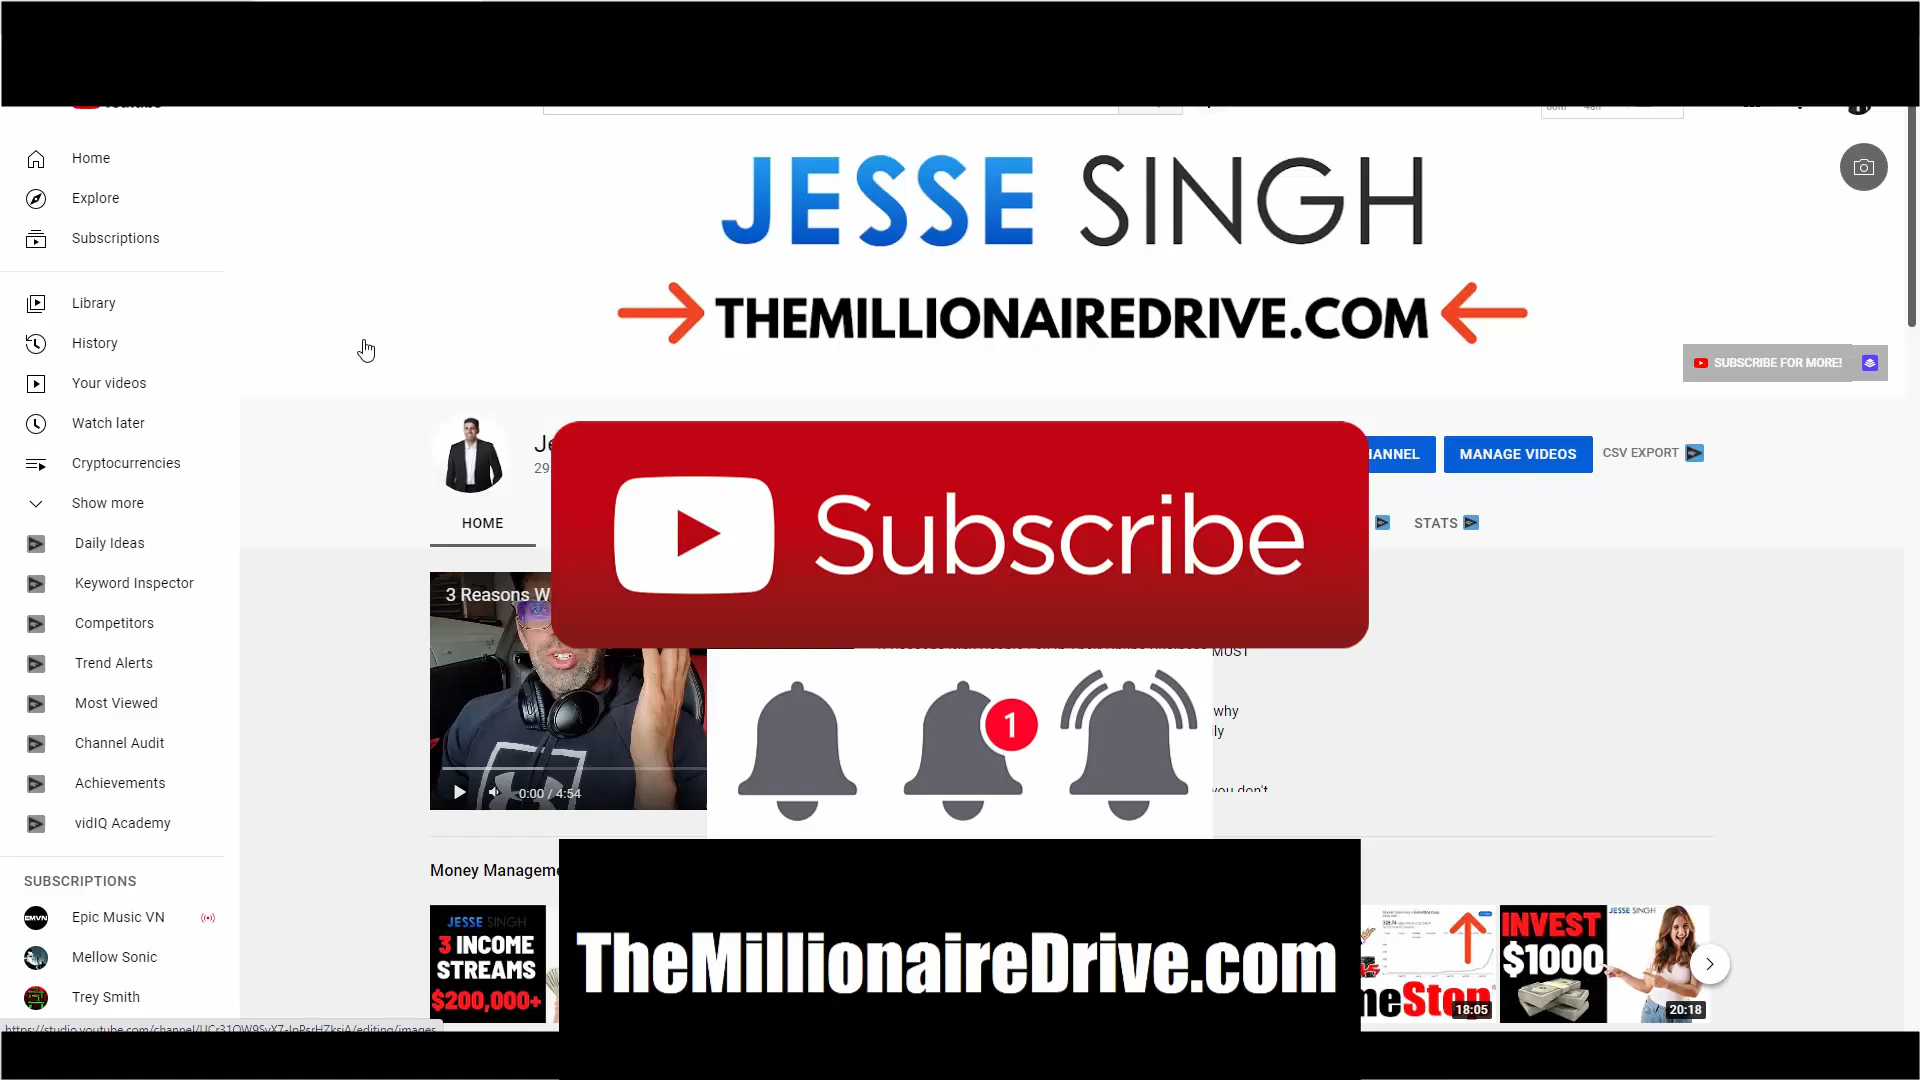 Home
Explore
Subscriptions
Library
History
Your videos
Watch later
Cryptocurrencies
Show more
Daily Ideas
Keyword Inspector
Competitors
Trend Alerts
Most Viewed
Channel Audit
Achievements
vidIQ Academy
SUBSCRIPTIONS
EMVN
Epic Music VN
Mellow Sonic
Trey Smith
JESSE SINGH
THEMILLIONAIREDRIVE.COM
SUBSCRIBE FOR MORE!
MANAGE VIDEOS
CSV EXPORT
HOME
STATS
Subscribe
3 Reasons
MUST
why
0:00 / 4:54
1
don't
Money
JESSE SINGH
3 INCOME
STREAMS
$200,000+
TheMillionaireDrive.com
18:05
INVEST
$1000
JESSE SINGH
20:18